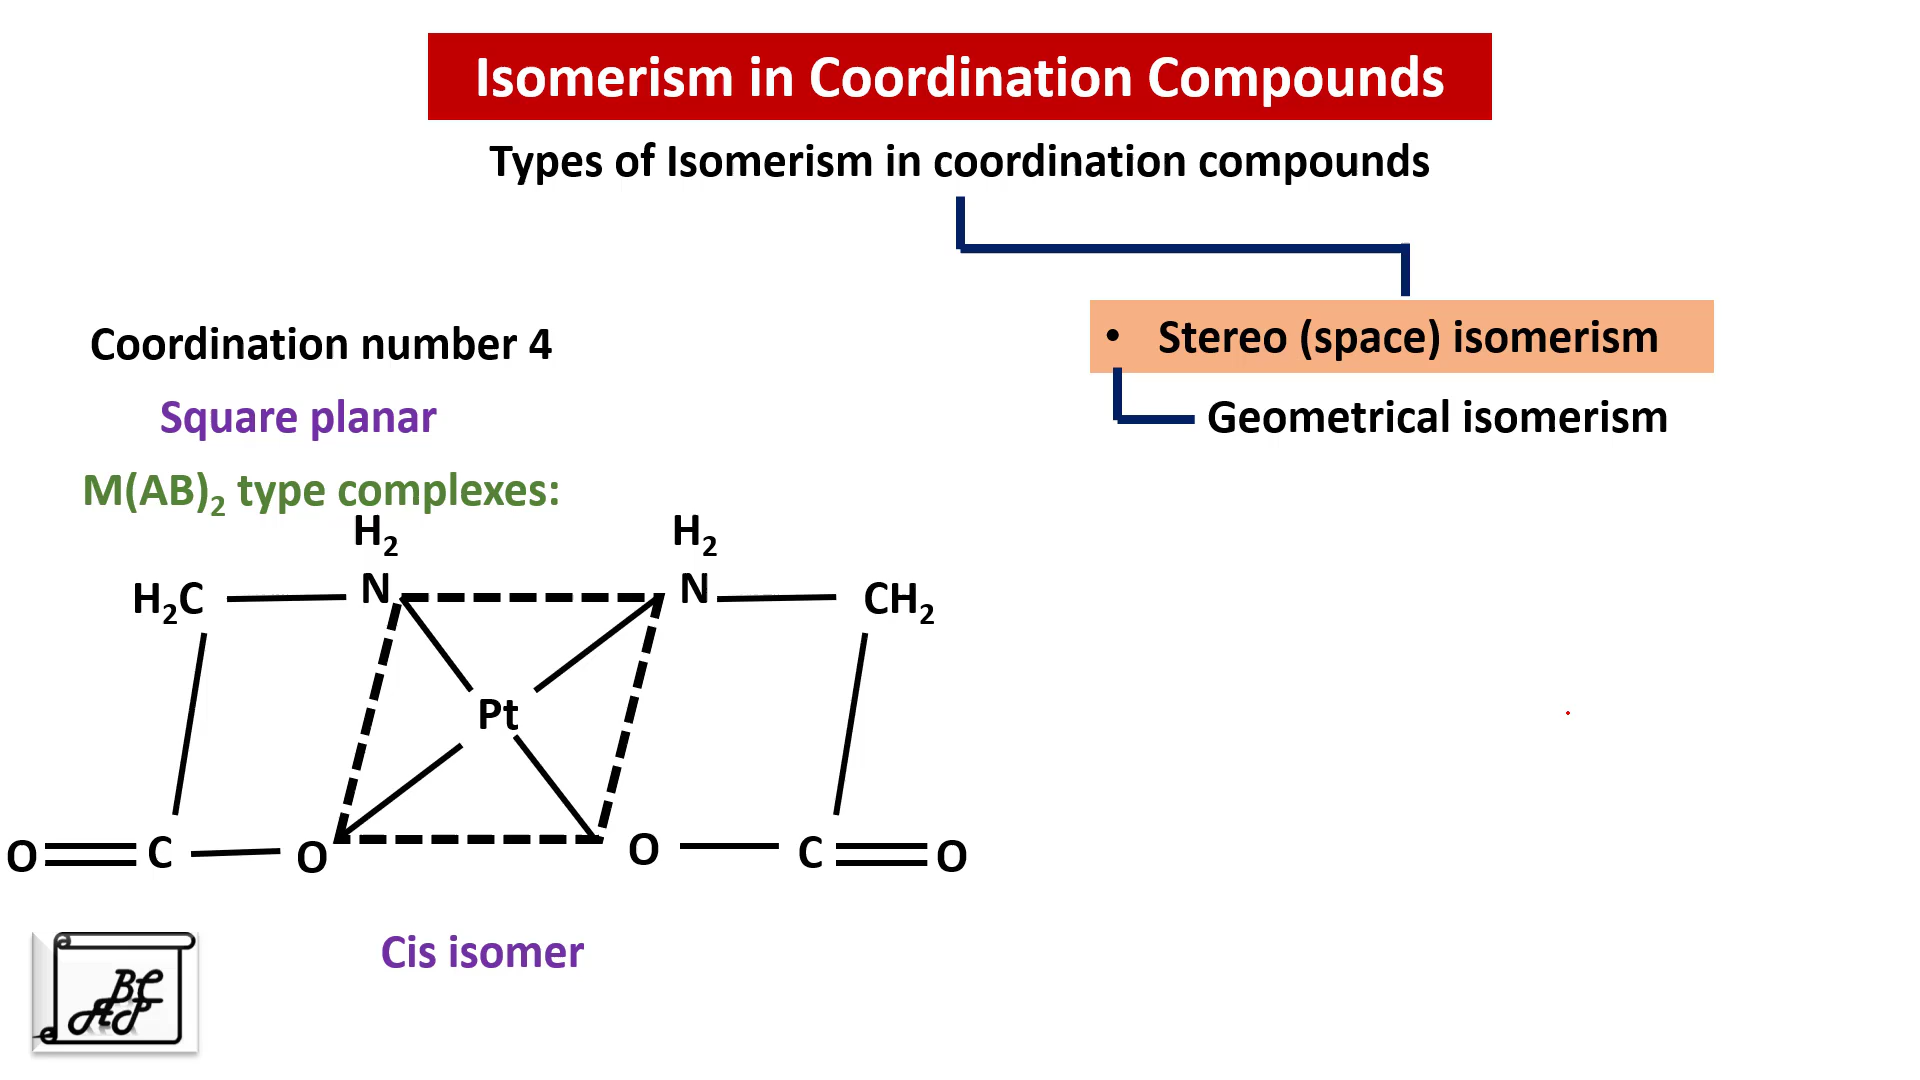 Isomerism in Coordination Compounds
Types of Isomerism in coordination compounds
• Stereo (space) isomerism
Geometrical isomerism
Coordination number 4
Square planar
M(AB)₂ type complexes:
H₂ H₂
H₂C N N CH₂
Pt
O C O O C O
Cis isomer